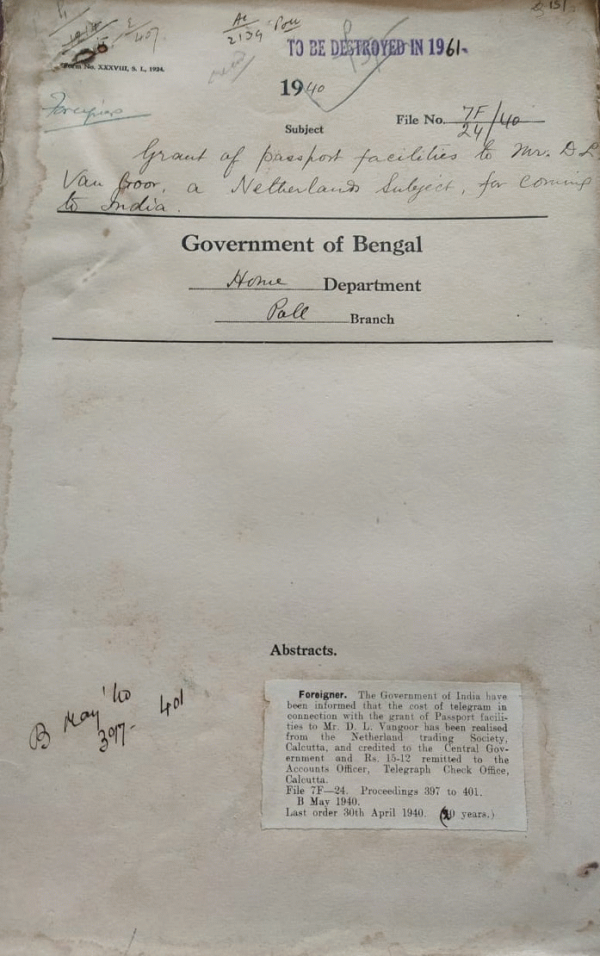 2134 Poll
TO BE DESTROYED IN 1961.
Form No. XXXVIII, S. I., 1934.
1940
Foreigners
File No. 7F/24/40
Subject
Grant of passport facilities to Mr. D L
Van Goor, a Netherlands Subject, for coming
to India.
Government of Bengal
Home Department
Poll Branch
Abstracts.
B May '40
397- 401
Foreigner. The Government of India have
been informed that the cost of telegram in
connection with the grant of Passport facili-
ties to Mr. D. L. Vangoor has been realised
from the Netherland trading Society,
Calcutta, and credited to the Central Gov-
ernment and Rs. 15-12 remitted to the
Accounts Officer, Telegraph Check Office,
Calcutta.
File 7F—24. Proceedings 397 to 401.
B May 1940.
Last order 30th April 1940. (20 years.)